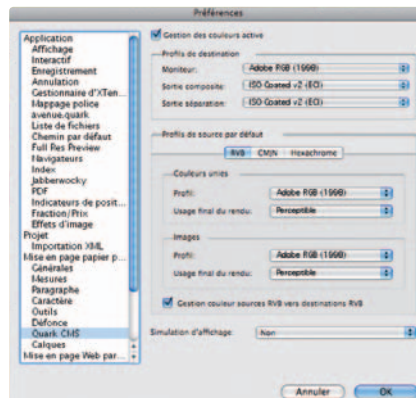 Préférences
Application
Affichage
Interactif
Enregistrement
Annulation
Gestionnaire d'XTen...
Mappage police
avenue.quark
Liste de fichiers
Chemin par défaut
Full Res Preview
Navigateurs
Index
Jabberwocky
PDF
Indicateurs de posit...
Fraction/Prix
Effets d'image
Projet
Importation XML
Mise en page papier p...
Générales
Mesures
Paragraphe
Caractère
Outils
Défonce
Quark CMS
Calques
Mise en page Web par...
Gestion des couleurs active
Profils de destination
Moniteur: Adobe RGB (1998)
Sortie composite: ISO Coated v2 (ECI)
Sortie séparation: ISO Coated v2 (ECI)
Profils de source par défaut
RVB CMJN Hexachrome
Couleurs unies
Profil: Adobe RGB (1998)
Usage final du rendu: Perceptible
Images
Profil: Adobe RGB (1998)
Usage final du rendu: Perceptible
Gestion couleur sources RVB vers destinations RVB
Simulation d'affichage: Non
Annuler OK